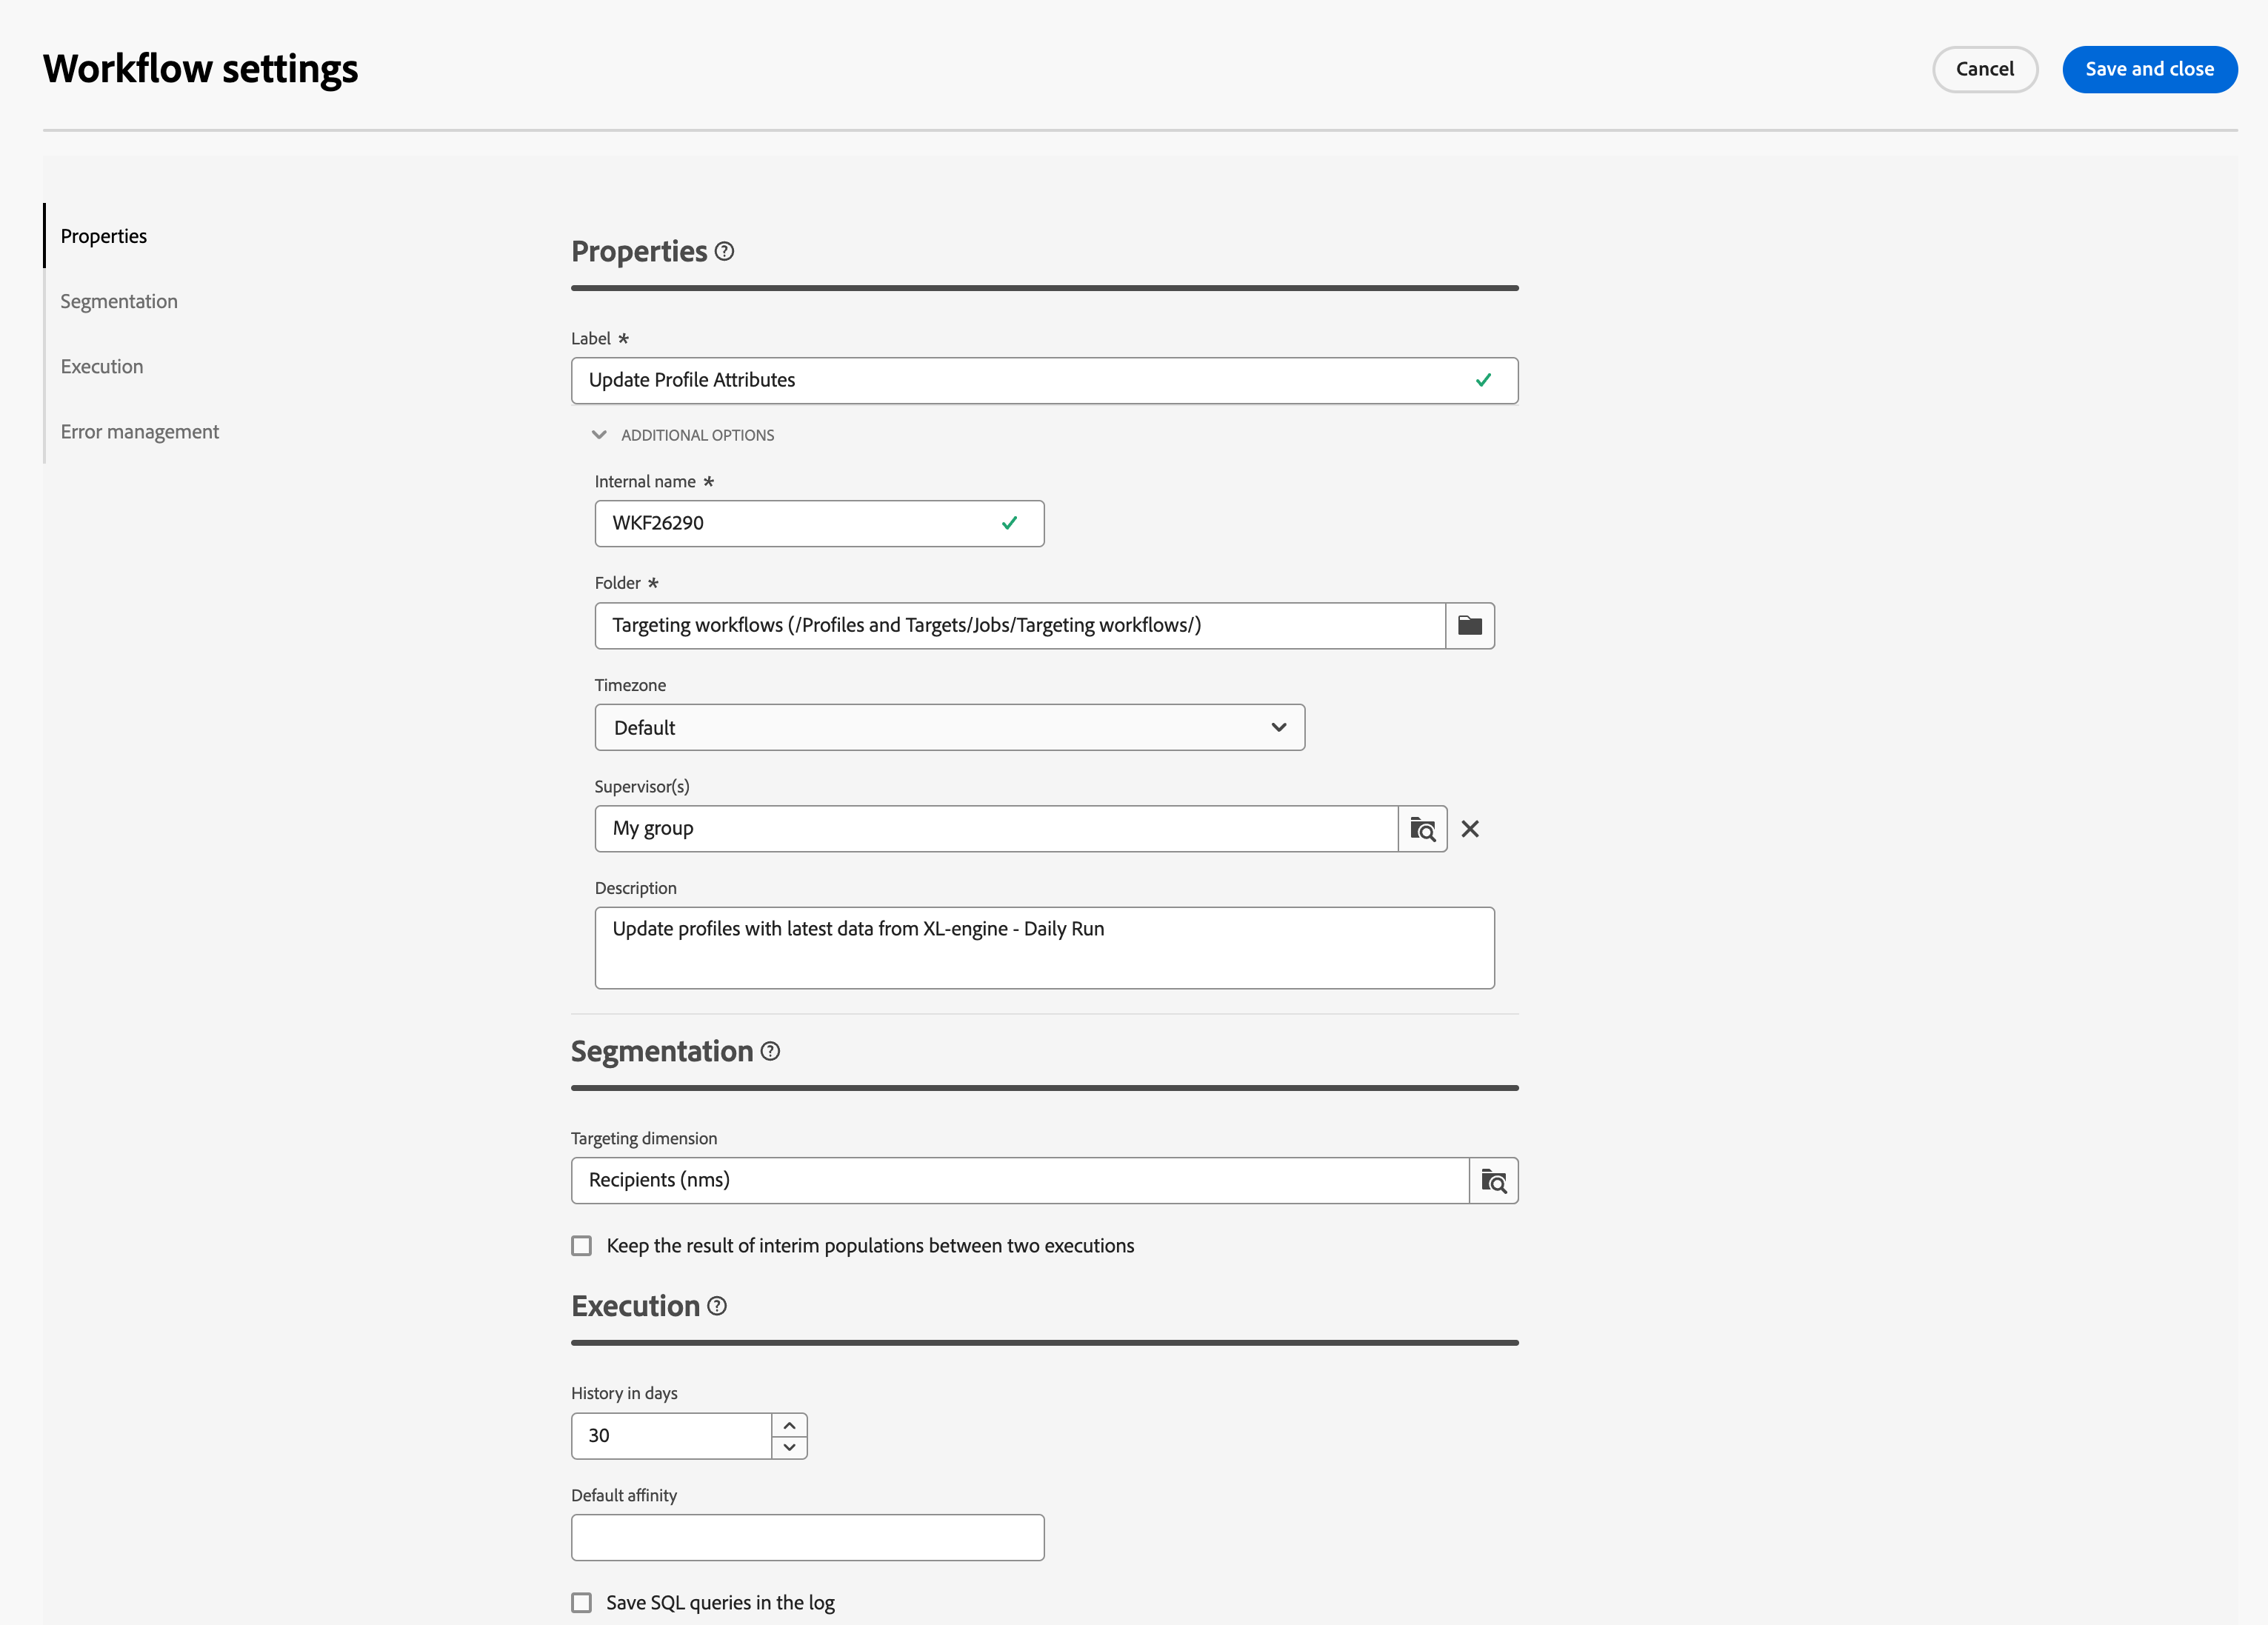 Workflow settings
Cancel
Save and close
Properties
Segmentation
Execution
Error management
Properties
Label *
Update Profile Attributes
ADDITIONAL OPTIONS
Internal name *
WKF26290
Folder *
Targeting workflows (/Profiles and Targets/Jobs/Targeting workflows/)
Timezone
Default
Supervisor(s)
My group
Description
Update profiles with latest data from XL-engine - Daily Run
Segmentation
Targeting dimension
Recipients (nms)
Keep the result of interim populations between two executions
Execution
History in days
30
Default affinity
Save SQL queries in the log